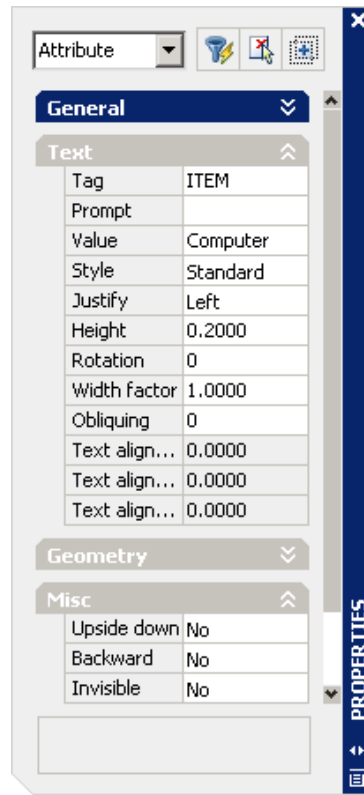 Attribute
General
Text
Tag ITEM
Prompt
Value Computer
Style Standard
Justify Left
Height 0.2000
Rotation 0
Width factor 1.0000
Obliquing 0
Text align... 0.0000
Text align... 0.0000
Text align... 0.0000
Geometry
Misc
Upside down No
Backward No
Invisible No
PROPERTIES